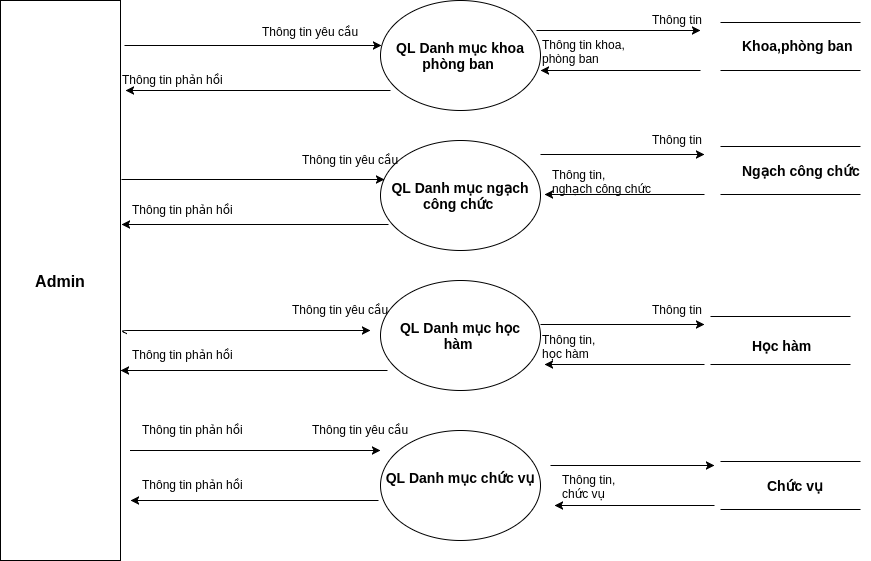 Admin
Thông tin yêu cầu
Thông tin phản hồi
QL Danh mục khoa
phòng ban
Thông tin
Thông tin khoa,
phòng ban
Khoa,phòng ban
Thông tin yêu cầu
Thông tin phản hồi
QL Danh mục ngạch
công chức
Thông tin
Thông tin,
nghạch công chức
Ngạch công chức
Thông tin yêu cầu
Thông tin phản hồi
QL Danh mục học
hàm
Thông tin
Thông tin,
học hàm
Học hàm
Thông tin phản hồi
Thông tin yêu cầu
Thông tin phản hồi
QL Danh mục chức vụ
Thông tin,
chức vụ
Chức vụ